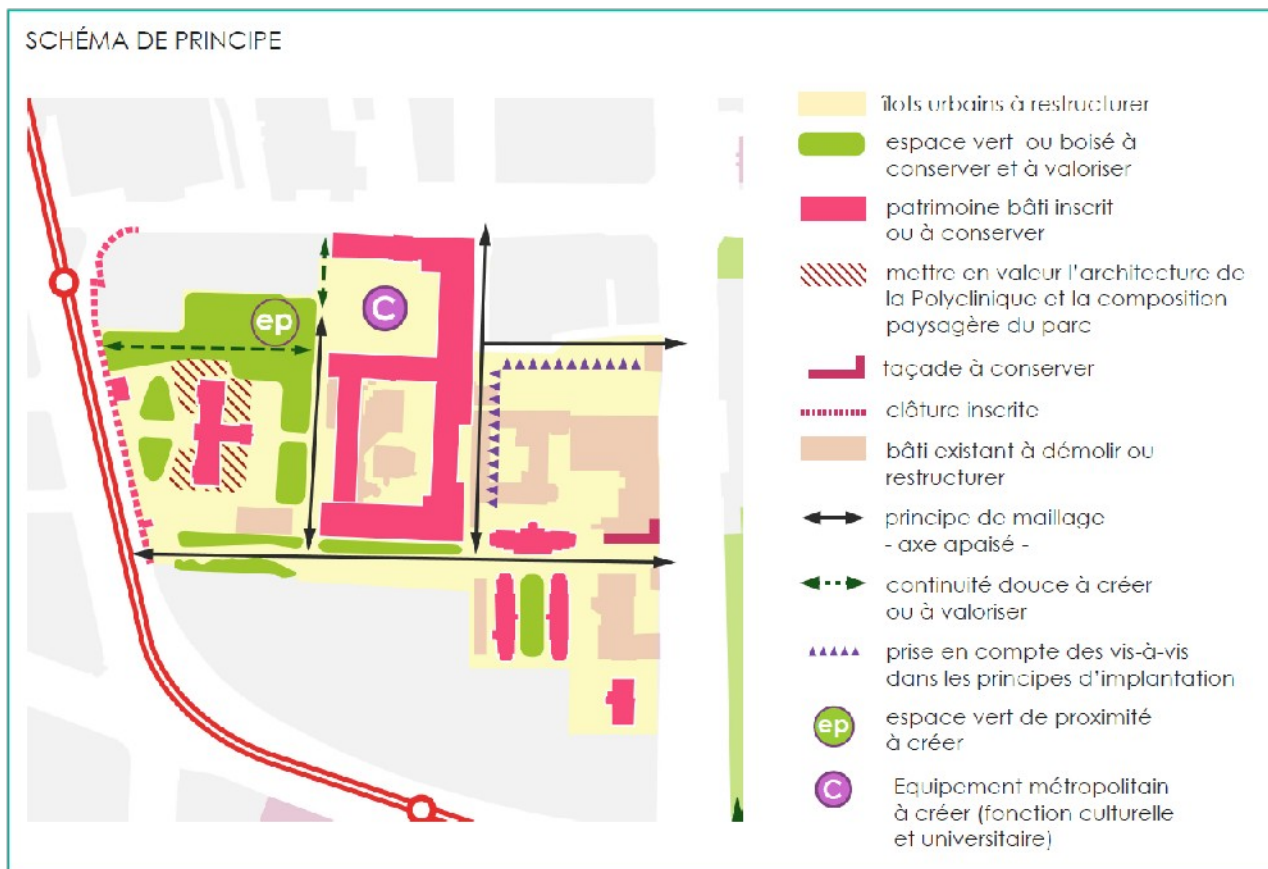 SCHÉMA DE PRINCIPE
îlots urbains à restructurer
espace vert ou boisé à
conserver et à valoriser
patrimoine bâti inscrit
ou à conserver
mettre en valeur l'architecture de
la Polyclinique et la composition
paysagère du parc
façade à conserver
clôture inscrite
bâti existant à démolir ou
restructurer
principe de maillage
- axe apaisé -
continuité douce à créer
ou à valoriser
prise en compte des vis-à-vis
dans les principes d'implantation
ep
espace vert de proximité
à créer
C
Equipement métropolitain
à créer (fonction culturelle
et universitaire)
ep
C